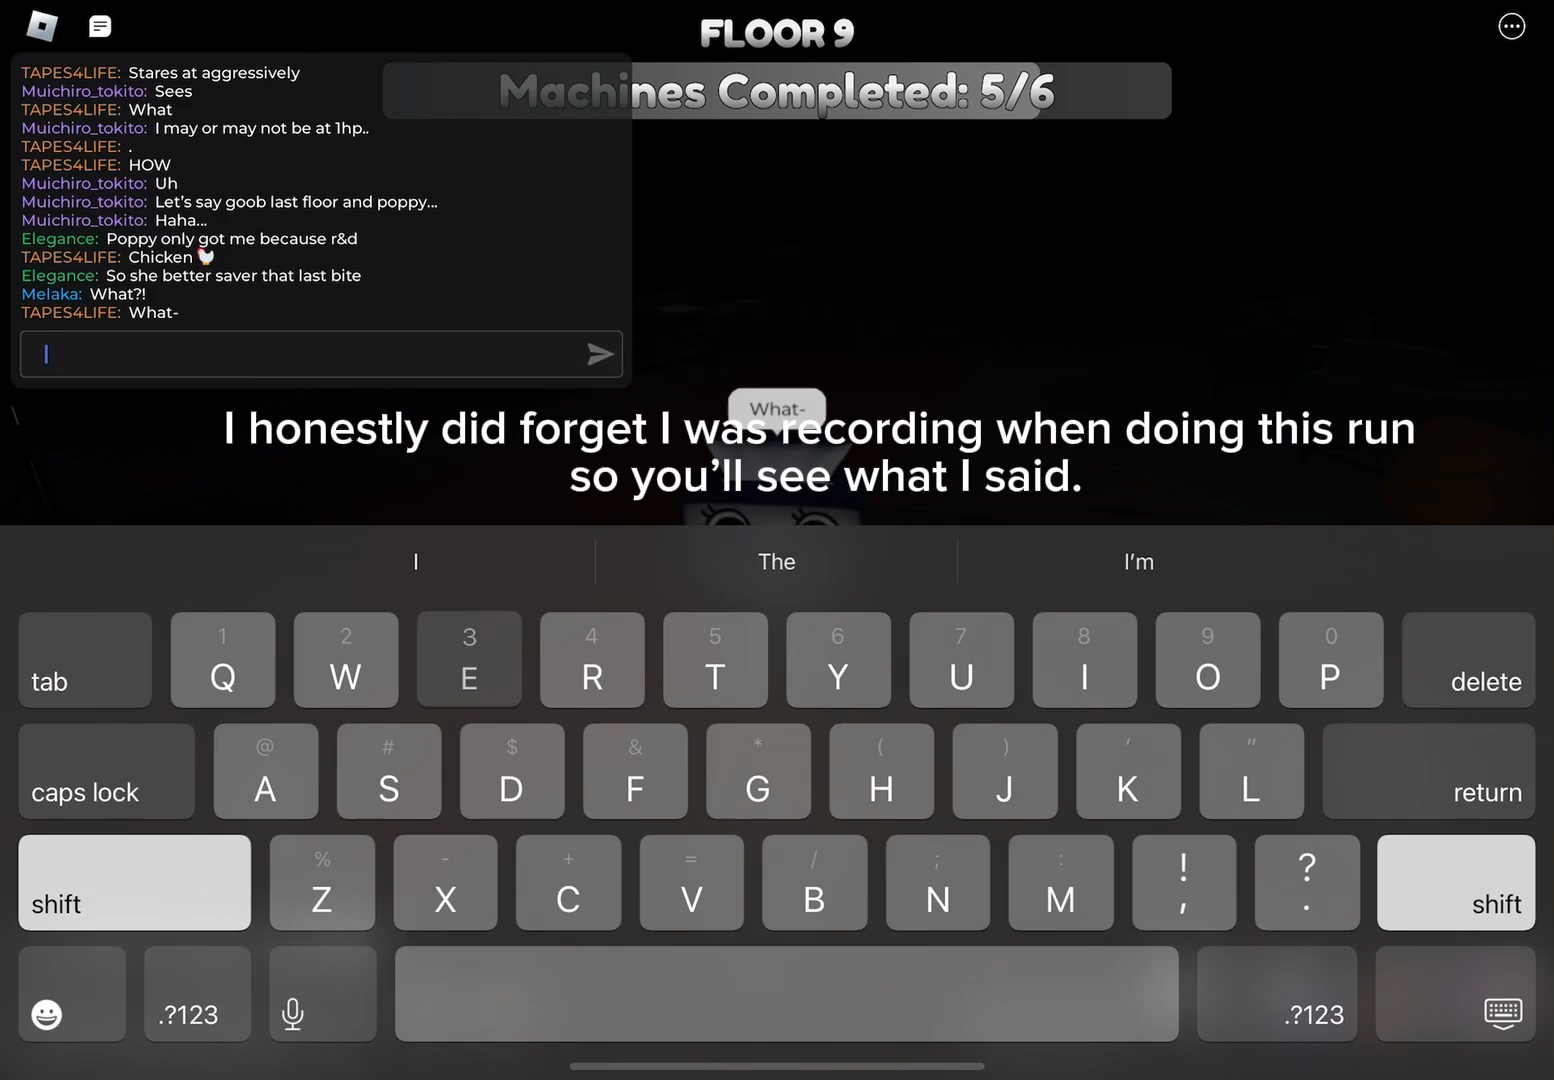 FLOOR 9
Machines Completed: 5/6
TAPES4LIFE: Stares at aggressively
Muichiro_tokito: Sees
TAPES4LIFE: What
Muichiro_tokito: I may or may not be at 1hp..
TAPES4LIFE: .
TAPES4LIFE: HOW
Muichiro_tokito: Uh
Muichiro_tokito: Let's say goob last floor and poppy...
Muichiro_tokito: Haha...
Elegance: Poppy only got me because r&d
TAPES4LIFE: Chicken 🐔
Elegance: So she better saver that last bite
Melaka: What?!
TAPES4LIFE: What-
What-
I honestly did forget I was recording when doing this run
so you'll see what I said.
I The I'm
1 2 3 4 5 6 7 8 9 0
tab Q W E R T Y U I O P delete
@ # $ & * ( ) ' "
caps lock A S D F G H J K L return
% - + = / ; : ! ?
shift Z X C V B N M , . shift
.?123 .?123